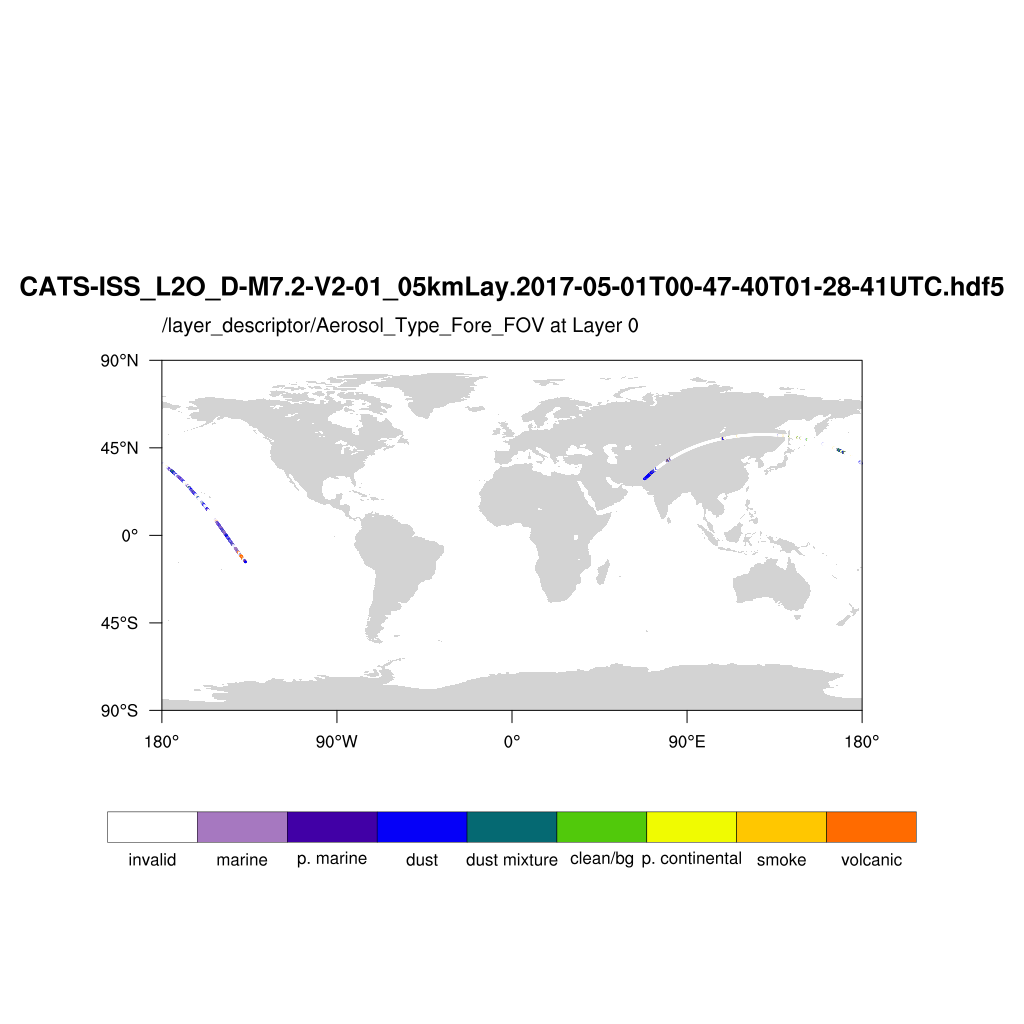 CATS-ISS_L2O_D-M7.2-V2-01_05kmLay.2017-05-01T00-47-40T01-28-41UTC.hdf5
/layer_descriptor/Aerosol_Type_Fore_FOV at Layer 0
90°N
45°N
0°
45°S
90°S
180° 90°W 0° 90°E 180°
invalid marine p. marine dust dust mixture clean/bg p. continental smoke volcanic